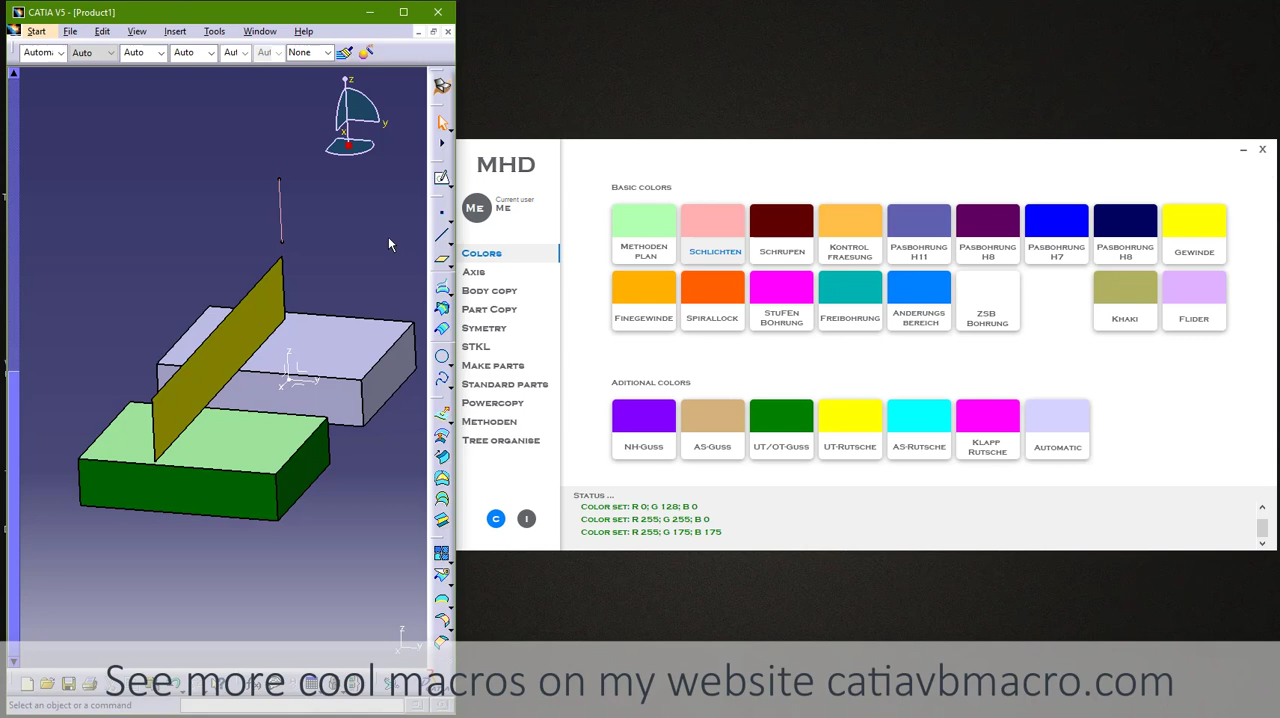 CATIA V5 - [Product1]
Start File Edit View Insert Tools Window Help
Automa Auto Auto Auto Aut Aut None
z
y
x
z
y
x
z
x y
Select an object or a command
MHD
Me
Current user
Me
Colors
Axis
Body copy
Part Copy
Symetry
STKL
Make parts
Standard parts
Powercopy
Methoden
Tree organise
C I
X
Basic colors
Methoden plan
Schlichten
Schrupen
Kontrol fraesung
Pasbohrung H11
Pasbohrung H8
Pasbohrung H7
Pasbohrung H8
Gewinde
Finegewinde
Spirallock
Stufen Bohrung
Freibohrung
Anderungs bereich
ZSB Bohrung
Khaki
Flider
Aditional colors
NH-Guss
AS-Guss
UT/OT-Guss
UT-Rutsche
AS-Rutsche
Klapp Rutsche
Automatic
Status ...
Color set: R 0; G 128; B 0
Color set: R 255; G 255; B 0
Color set: R 255; G 175; B 175
See more cool macros on my website catiavbmacro.com